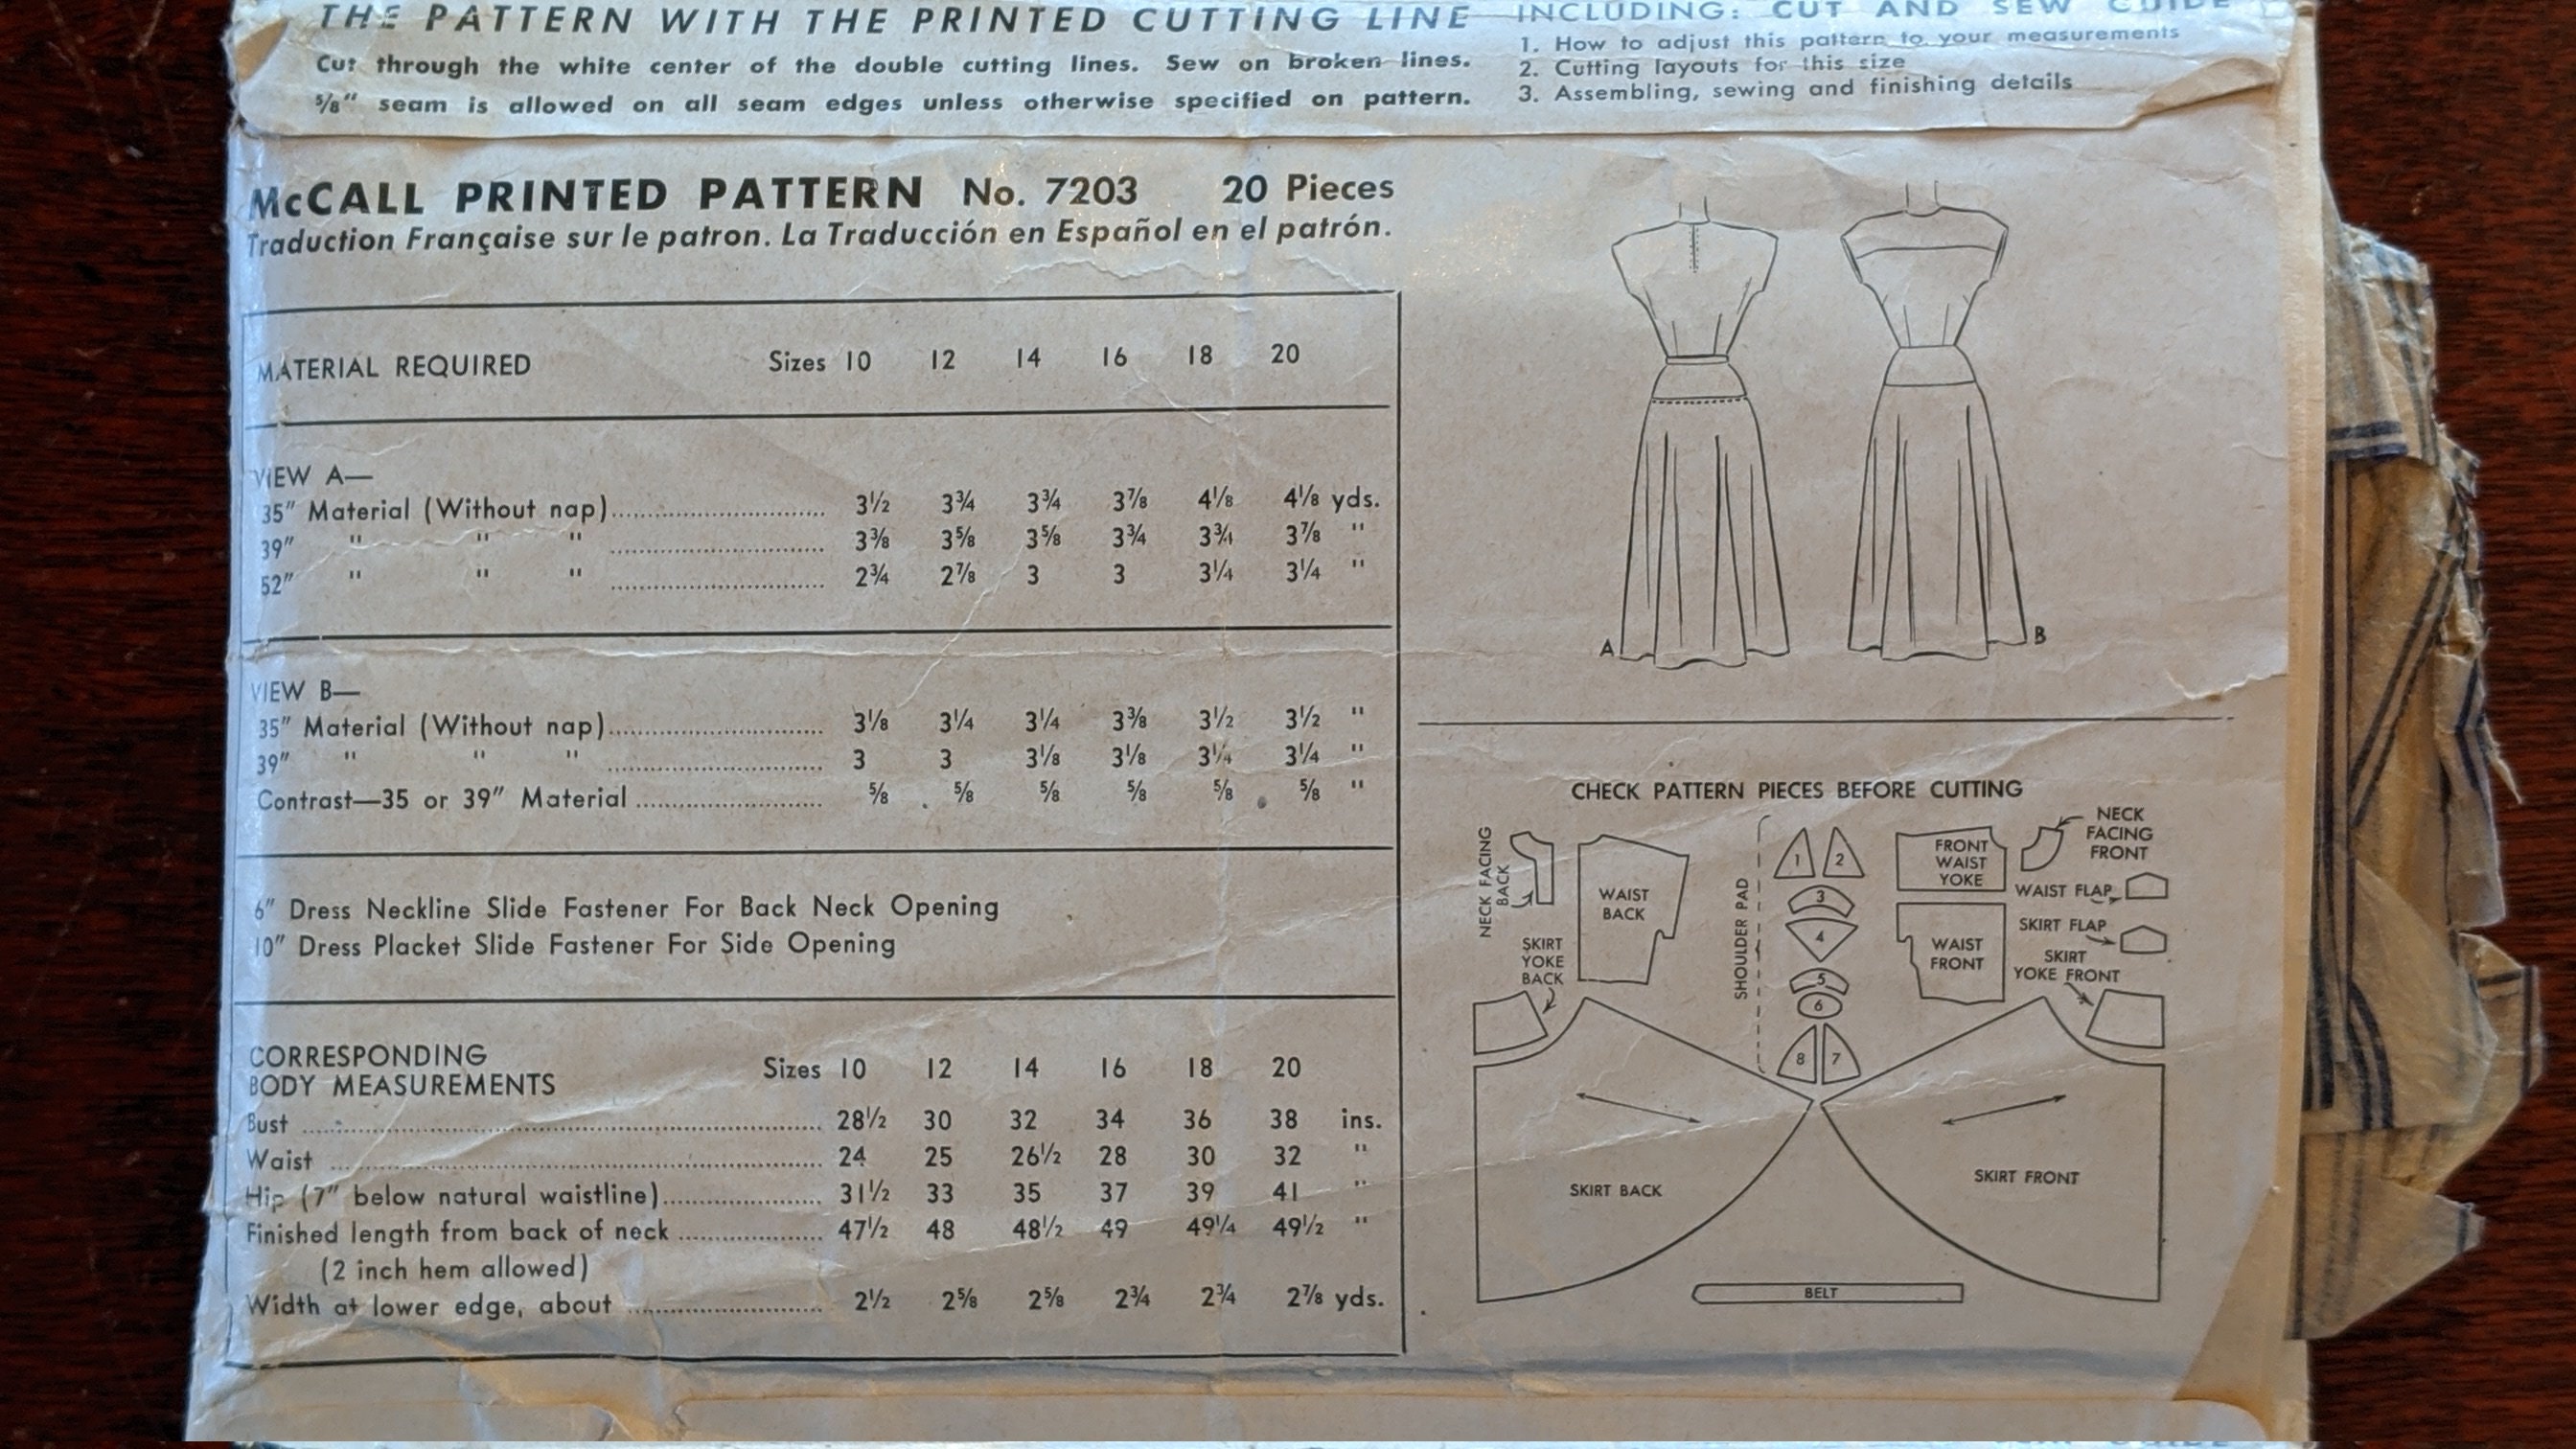 THE PATTERN WITH THE PRINTED CUTTING LINE
Cut through the white center of the double cutting lines. Sew on broken lines.
⅝" seam is allowed on all seam edges unless otherwise specified on pattern.
INCLUDING: CUT AND SEW GUIDE
1. How to adjust this pattern to your measurements
2. Cutting layouts for this size
3. Assembling, sewing and finishing details
McCALL PRINTED PATTERN No. 7203 20 Pieces
Traduction Française sur le patron. La Traducción en Español en el patrón.
MATERIAL REQUIRED Sizes 10 12 14 16 18 20
VIEW A—
35" Material (Without nap) 3½ 3¾ 3¾ 3⅞ 4⅛ 4⅛ yds.
39" " " " 3⅜ 3⅝ 3⅝ 3¾ 3¾ 3⅞ "
52" " " " 2¾ 2⅞ 3 3 3¼ 3¼ "
VIEW B—
35" Material (Without nap) 3⅛ 3¼ 3¼ 3⅜ 3½ 3½ "
39" " " " 3 3 3⅛ 3⅛ 3¼ 3¼ "
Contrast—35 or 39" Material ⅝ ⅝ ⅝ ⅝ ⅝ ⅝ "
6" Dress Neckline Slide Fastener For Back Neck Opening
10" Dress Placket Slide Fastener For Side Opening
CORRESPONDING
BODY MEASUREMENTS Sizes 10 12 14 16 18 20
Bust 28½ 30 32 34 36 38 ins.
Waist 24 25 26½ 28 30 32 "
Hip (7" below natural waistline) 31½ 33 35 37 39 41 "
Finished length from back of neck 47½ 48 48½ 49 49¼ 49½ "
(2 inch hem allowed)
Width at lower edge, about 2½ 2⅝ 2⅝ 2¾ 2¾ 2⅞ yds.
A
B
CHECK PATTERN PIECES BEFORE CUTTING
NECK FACING
BACK
WAIST
BACK
SKIRT
YOKE
BACK
SHOULDER PAD
1
2
3
4
5
6
8
7
FRONT
WAIST
YOKE
NECK
FACING
FRONT
WAIST FLAP
SKIRT FLAP
WAIST
FRONT
SKIRT
YOKE FRONT
SKIRT BACK
SKIRT FRONT
BELT